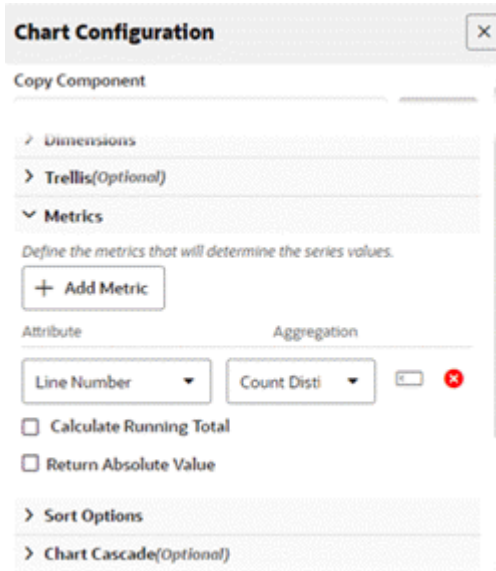 Chart Configuration
Copy Component
Dimensions
Trellis(Optional)
Metrics
Define the metrics that will determine the series values.
+ Add Metric
Attribute Aggregation
Line Number Count Disti
Calculate Running Total
Return Absolute Value
Sort Options
Chart Cascade(Optional)